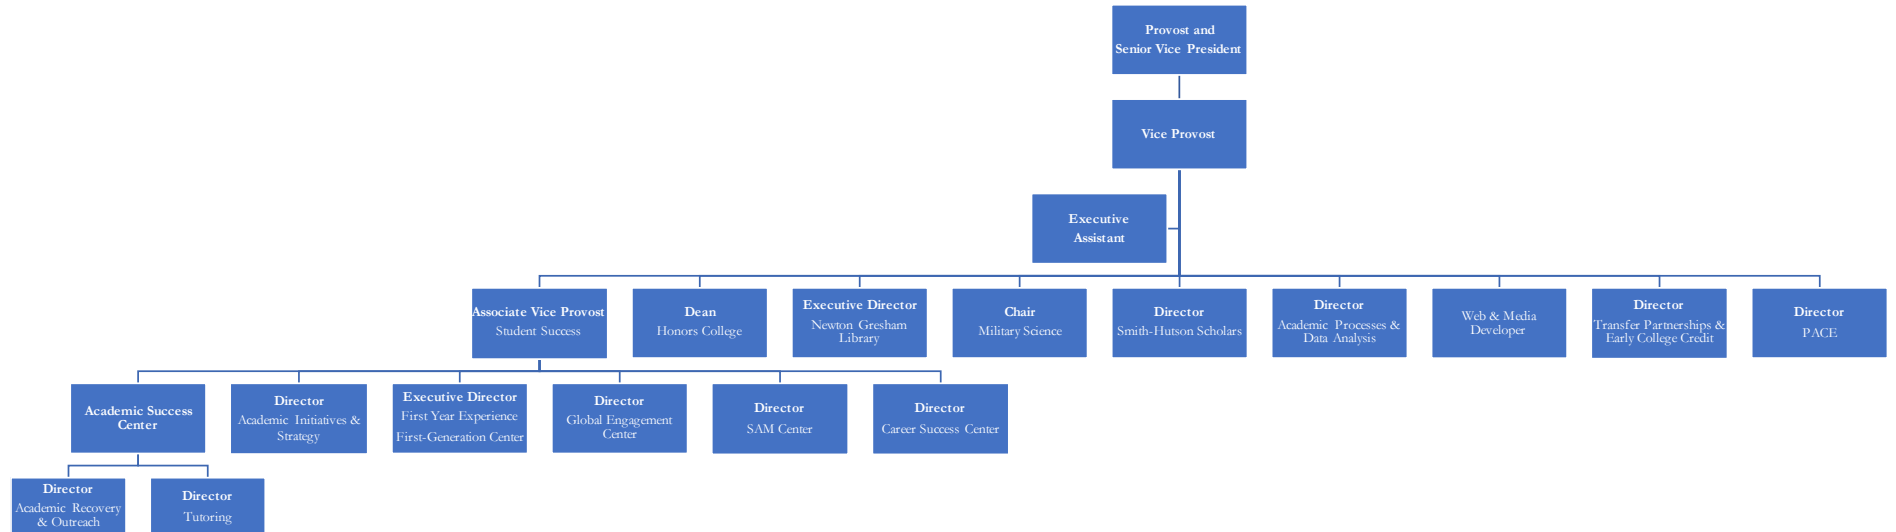 Provost and
Senior Vice President
Vice Provost
Executive
Assistant
Associate Vice Provost
Student Success
Dean
Honors College
Executive Director
Newton Gresham
Library
Chair
Military Science
Director
Smith-Hutson Scholars
Director
Academic Processes &
Data Analysis
Web & Media
Developer
Director
Transfer Partnerships &
Early College Credit
Director
PACE
Academic Success
Center
Director
Academic Initiatives &
Strategy
Executive Director
First Year Experience
First-Generation Center
Director
Global Engagement
Center
Director
SAM Center
Director
Career Success Center
Director
Academic Recovery
& Outreach
Director
Tutoring